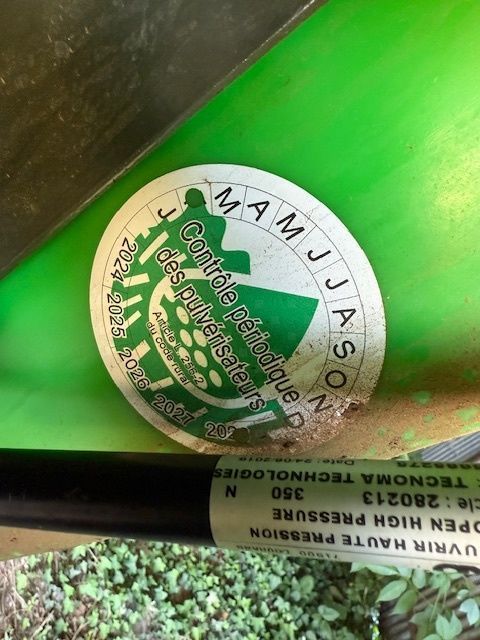 J M A M J J A S O N D
Contrôle périodique
des pulvérisateurs
Article L. 256-2
du code rural
2024 2025 2026 2027
UVRIR HAUTE PRESSION
OPEN HIGH PRESSURE
cle : 280213 350 N
TECNOMA TECHNOLOGIES
Date: